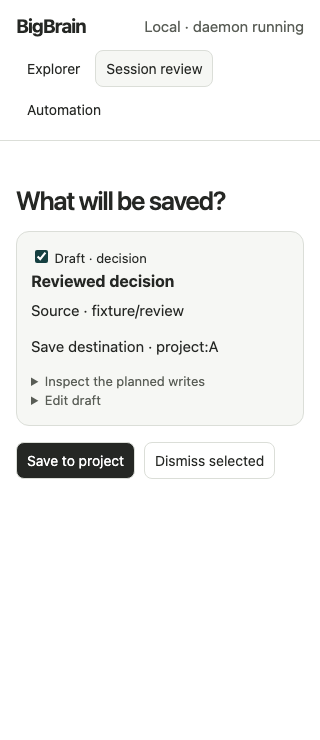 BigBrain
Local · daemon running
Explorer
Session review
Automation
What will be saved?
Draft · decision
Reviewed decision
Source · fixture/review
Save destination · project:A
Inspect the planned writes
Edit draft
Save to project
Dismiss selected